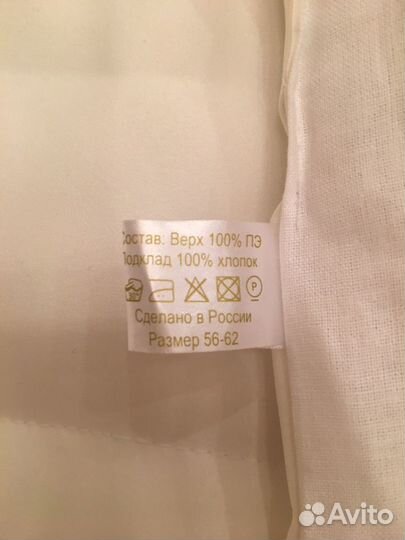 Состав: Верх 100% ПЭ
Подклад 100% хлопок
P
Сделано в России
Размер 56-62
Avito